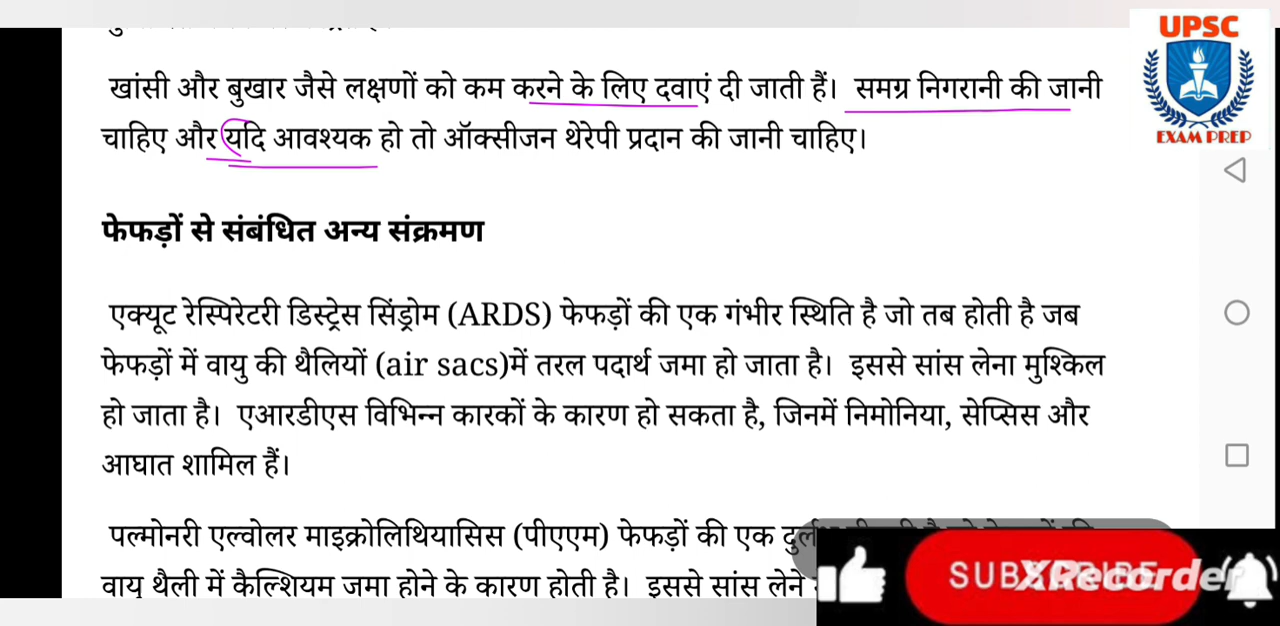 UPSC
EXAM PREP
खांसी और बुखार जैसे लक्षणों को कम करने के लिए दवाएं दी जाती हैं। समग्र निगरानी की जानी
चाहिए और यदि आवश्यक हो तो ऑक्सीजन थेरेपी प्रदान की जानी चाहिए।
फेफड़ों से संबंधित अन्य संक्रमण
एक्यूट रेस्पिरेटरी डिस्ट्रेस सिंड्रोम (ARDS) फेफड़ों की एक गंभीर स्थिति है जो तब होती है जब
फेफड़ों में वायु की थैलियों (air sacs)में तरल पदार्थ जमा हो जाता है। इससे सांस लेना मुश्किल
हो जाता है। एआरडीएस विभिन्न कारकों के कारण हो सकता है, जिनमें निमोनिया, सेप्सिस और
आघात शामिल हैं।
पल्मोनरी एल्वोलर माइक्रोलिथियासिस (पीएएम) फेफड़ों की एक
वायु थैली में कैल्शियम जमा होने के कारण होती है। इससे सांस लेने
SUBSCRIBE
XRecorder